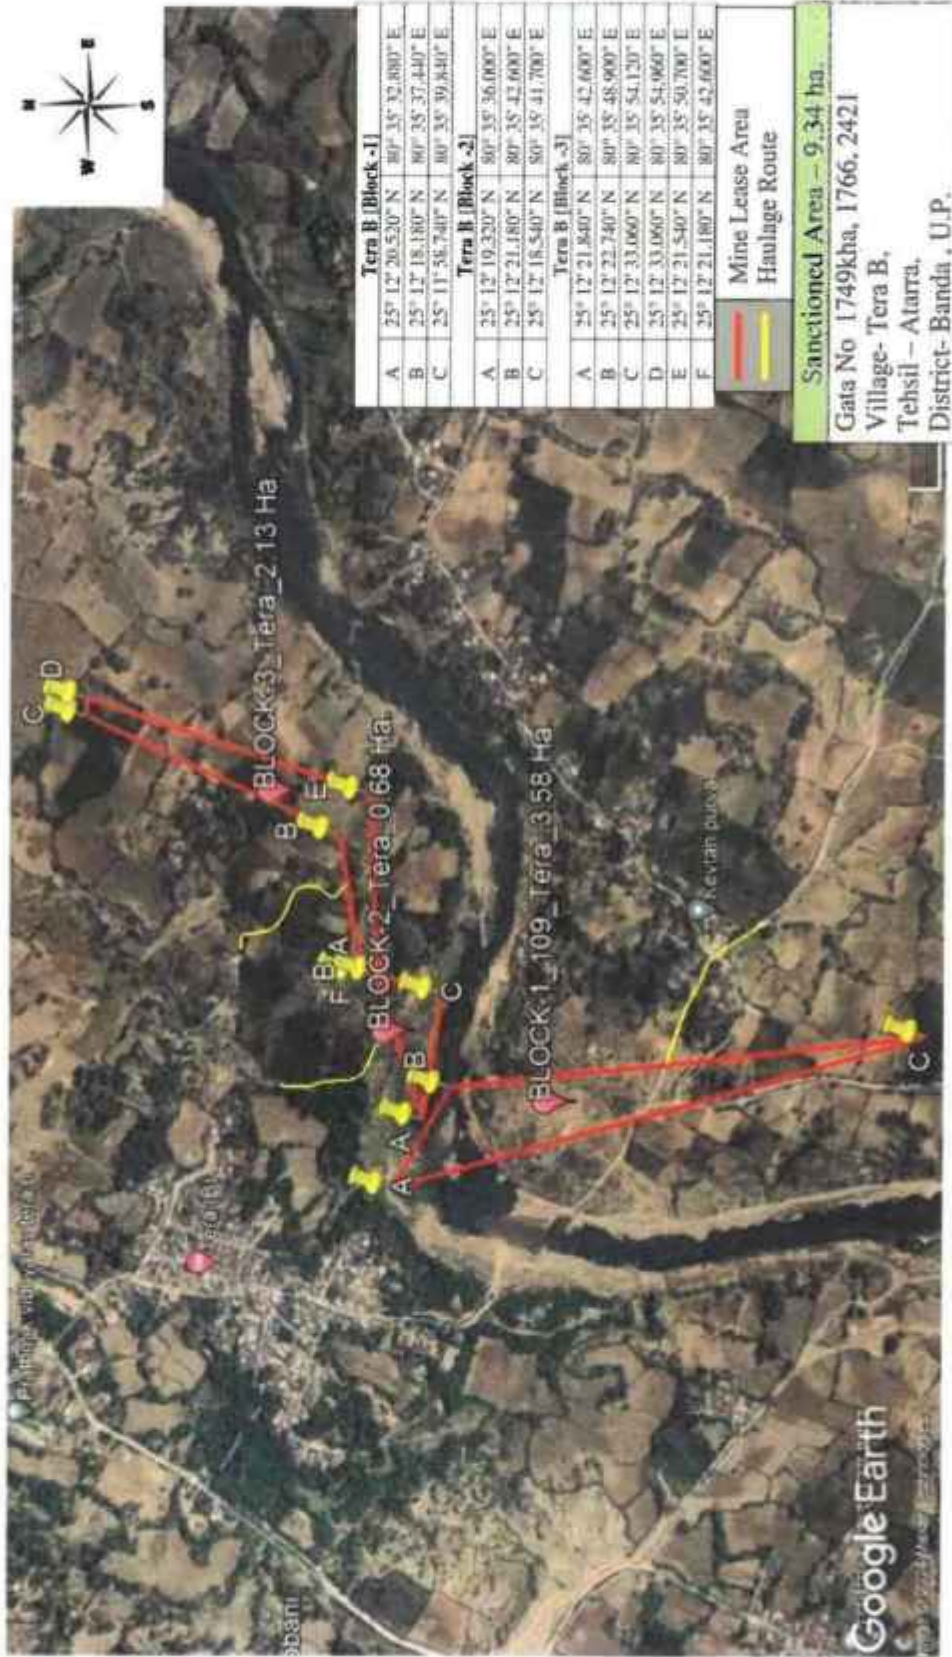 N
W
E
S
Tera B [Block -1]
A 25° 12' 20.520" N 80° 35' 32.880" E
B 25° 12' 18.180" N 80° 35' 37.440" E
C 25° 11' 58.740" N 80° 35' 39.840" E
Tera B [Block -2]
A 25° 12' 19.320" N 80° 35' 36.000" E
B 25° 12' 21.180" N 80° 35' 42.600" E
C 25° 12' 18.540" N 80° 35' 41.700" E
Tera B [Block -3]
A 25° 12' 21.840" N 80° 35' 42.600" E
B 25° 12' 22.740" N 80° 35' 48.900" E
C 25° 12' 33.060" N 80° 35' 54.120" E
D 25° 12' 33.060" N 80° 35' 54.960" E
E 25° 12' 21.540" N 80° 35' 50.700" E
F 25° 12' 21.180" N 80° 35' 42.600" E
Mine Lease Area
Haulage Route
Sanctioned Area – 9.34 ha.
Gata No 1749kha, 1766, 2421
Village- Tera B,
Tehsil – Atarra,
District- Banda , U.P.
C D
BLOCK-3_Tera_2.13 Ha
B
E
F B A
BLOCK-2_Tera_0.68 Ha
C
B
A
A
BLOCK-1_109_Tera_3.58 Ha
C
Google Earth